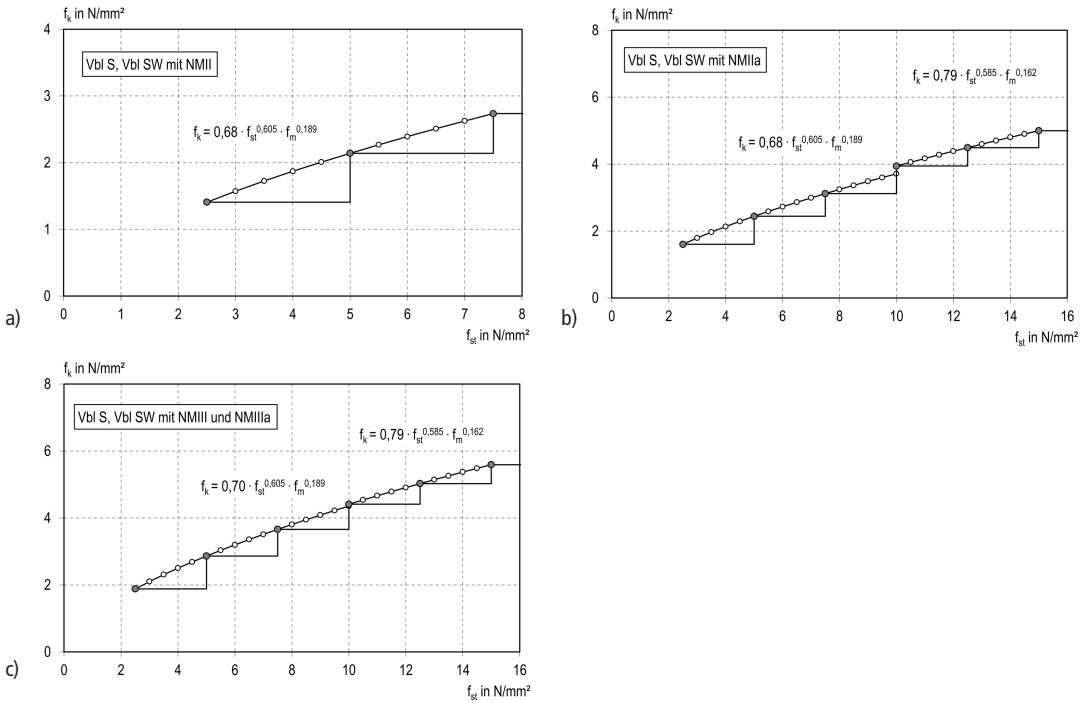 f_k in N/mm²
4
3
2
1
0
Vbl S, Vbl SW mit NMII
f_k = 0,68 · f_st^0,605 · f_m^0,189
0 1 2 3 4 5 6 7 8
f_st in N/mm²
a)
f_k in N/mm²
8
6
4
2
0
Vbl S, Vbl SW mit NMIIa
f_k = 0,79 · f_st^0,585 · f_m^0,162
f_k = 0,68 · f_st^0,605 · f_m^0,189
0 2 4 6 8 10 12 14 16
f_st in N/mm²
b)
f_k in N/mm²
8
6
4
2
0
Vbl S, Vbl SW mit NMIII und NMIIIa
f_k = 0,79 · f_st^0,585 · f_m^0,162
f_k = 0,70 · f_st^0,605 · f_m^0,189
0 2 4 6 8 10 12 14 16
f_st in N/mm²
c)